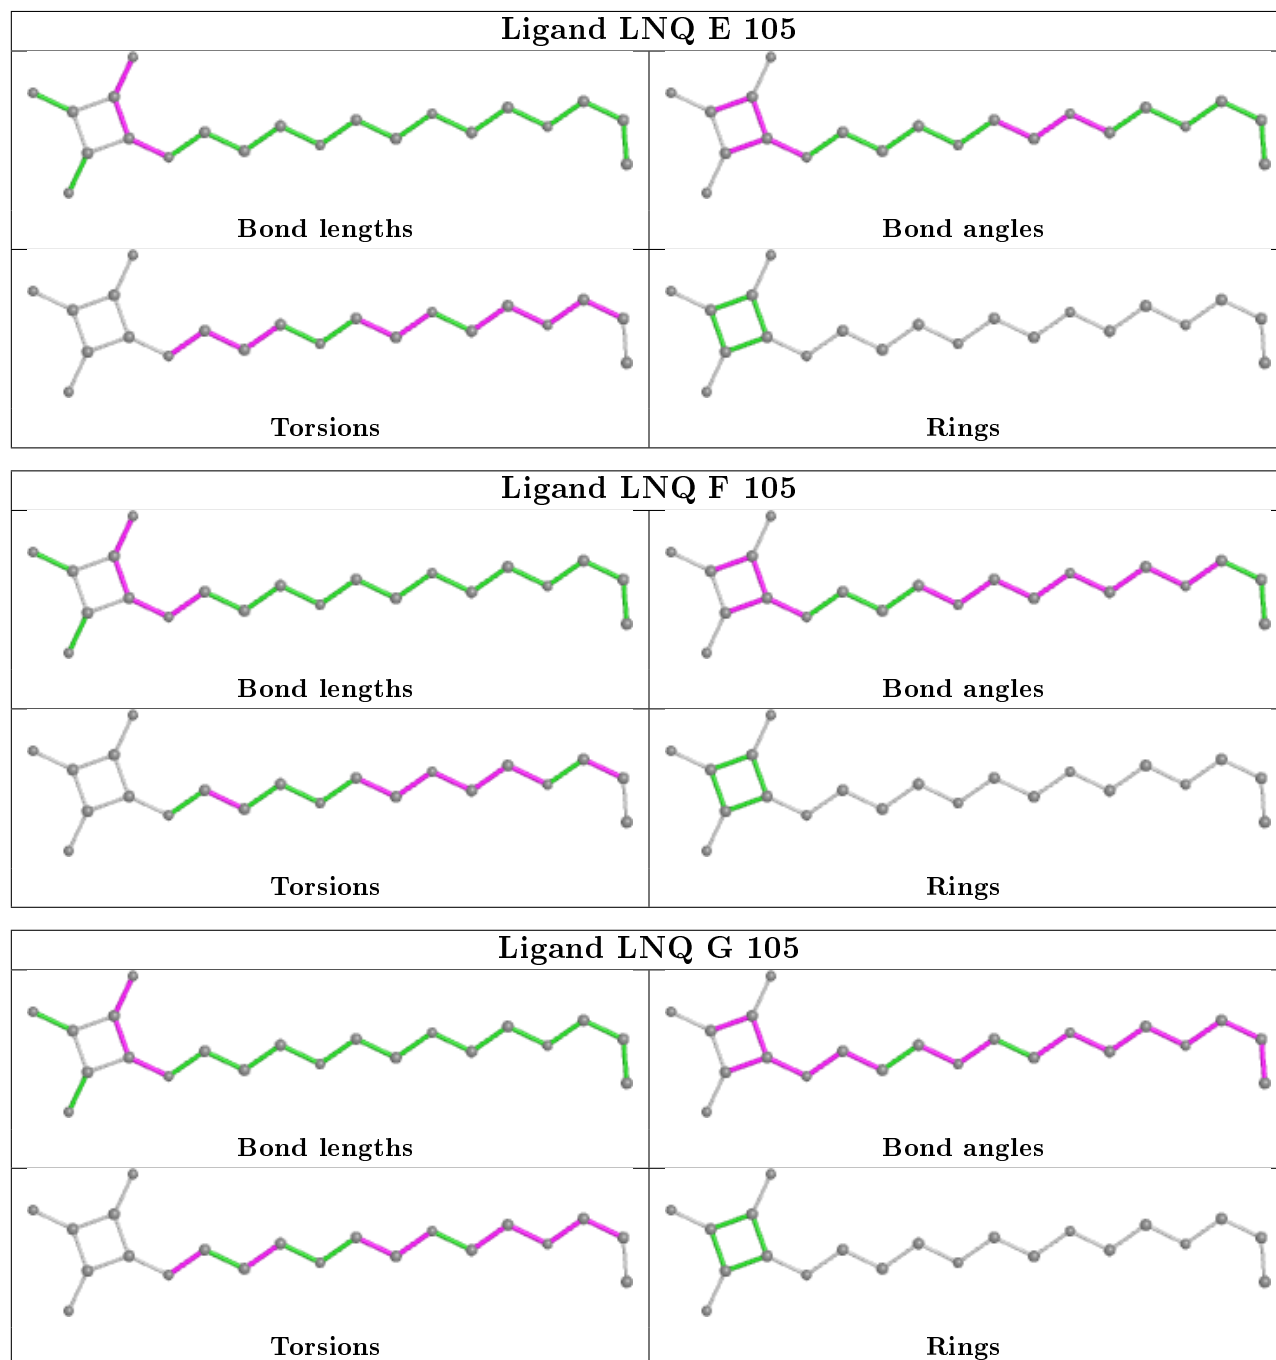 Ligand LNQ E 105
Bond lengths
Bond angles
Torsions
Rings
Ligand LNQ F 105
Bond lengths
Bond angles
Torsions
Rings
Ligand LNQ G 105
Bond lengths
Bond angles
Torsions
Rings